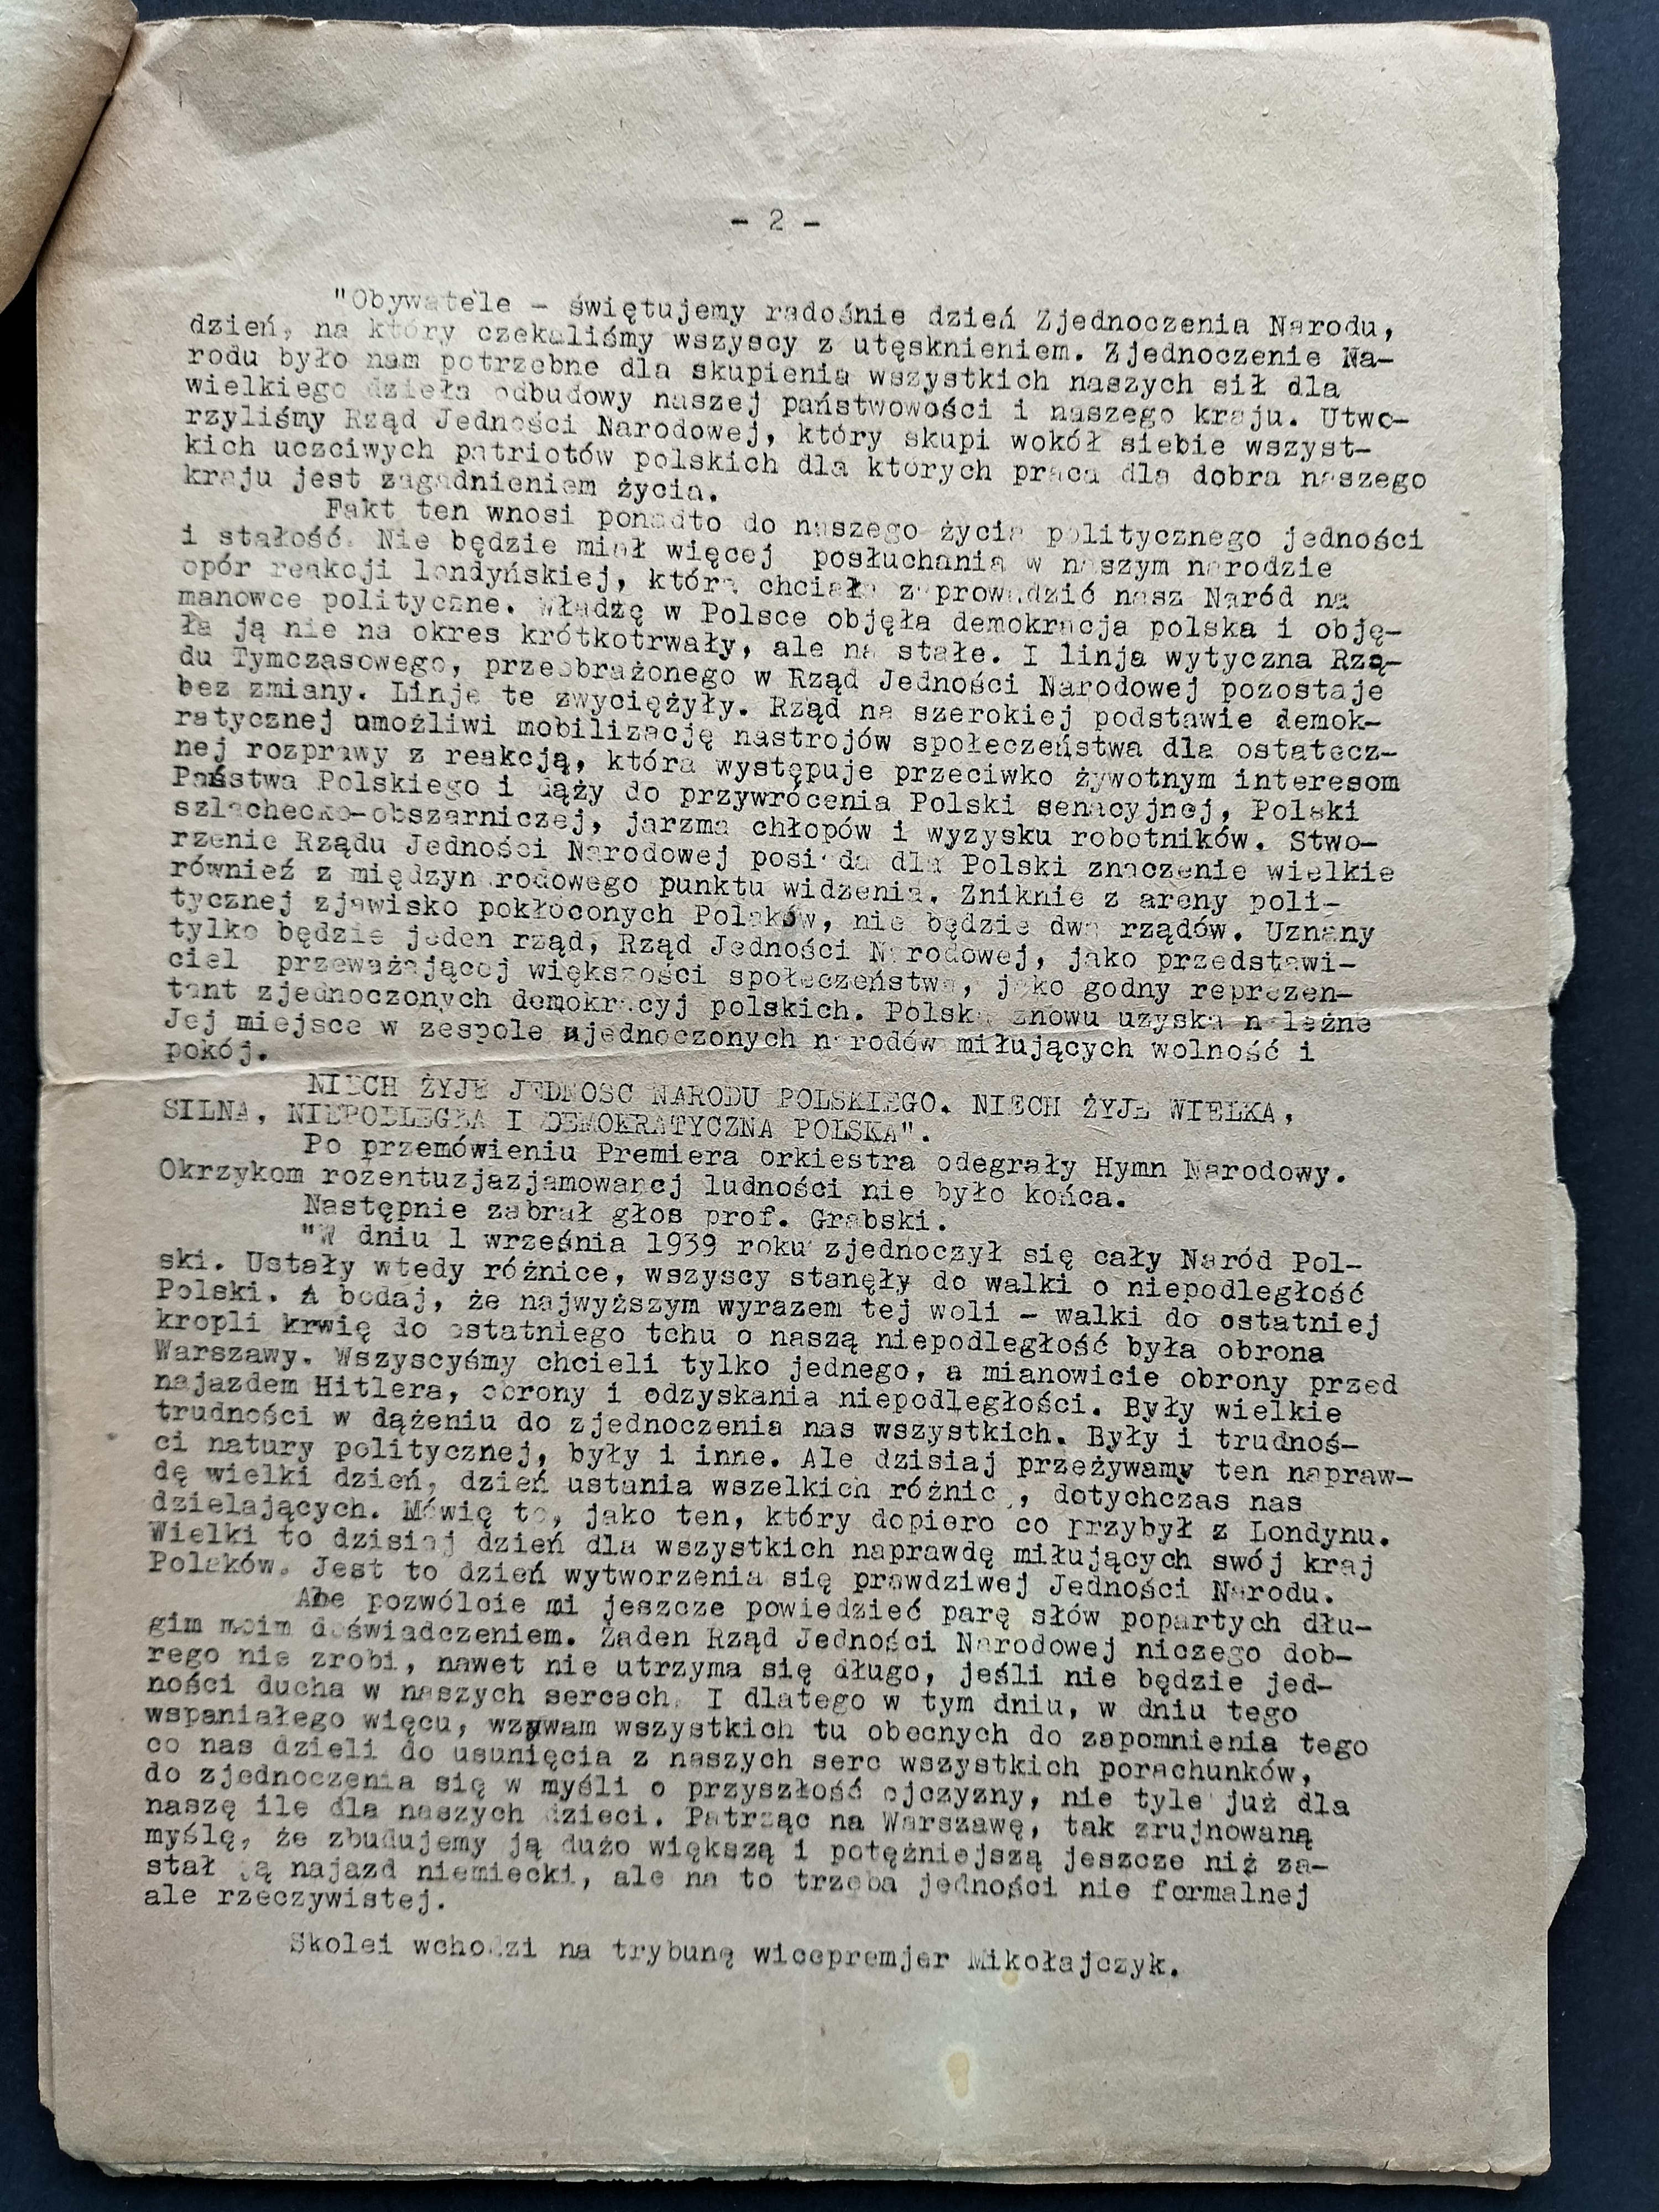 - 2 -
"Obywatele - świętujemy radośnie dzień Zjednoczenia Narodu,
dzień, na który czekaliśmy wszyscy z utęsknieniem. Zjednoczenie Na-
rodu było nam potrzebne dla skupienia wszystkich naszych sił dla
wielkiego dzieła odbudowy naszej państwowości i naszego kraju. Utwo-
rzyliśmy Rząd Jedności Narodowej, który skupi wokół siebie wszyst-
kich uczciwych patriotów polskich dla których praca dla dobra naszego
kraju jest zagadnieniem życia.
Fakt ten wnosi ponadto do naszego życia politycznego jedności
i stałość. Nie będzie miał więcej posłuchania w naszym narodzie
opór reakcji londyńskiej, która chciała zaprowadzić nasz Naród na
manowce polityczne. Władzę w Polsce objęła demokracja polska i obję-
ła ją nie na okres krótkotrwały, ale na stałe. I linja wytyczna Rzą-
du Tymczasowego, przeobrażonego w Rząd Jedności Narodowej pozostaje
bez zmiany. Linje te zwyciężyły. Rząd na szerokiej podstawie demok-
ratycznej umożliwi mobilizację nastrojów społeczeństwa dla ostatecz-
nej rozprawy z reakcją, która występuje przeciwko żywotnym interesom
Państwa Polskiego i dąży do przywrócenia Polski senacyjnej, Polski
szlachecko-obszarniczej, jarzma chłopów i wyzysku robotników. Stwo-
rzenie Rządu Jedności Narodowej posiada dla Polski znaczenie wielkie
również z międzynarodowego punktu widzenia. Zniknie z areny poli-
tycznej zjawisko pokłóconych Polaków, nie będzie dwa rządów. Uznany
tylko będzie jeden rząd, Rząd Jedności Narodowej, jako przedstawi-
ciel przeważającej większości społeczeństwa, jako godny reprezen-
tant zjednoczonych demokracyj polskich. Polska znowu uzyska należne
Jej miejsce w zespole ujednoczonych narodów miłujących wolność i
pokój.
NIECH ŻYJE JEDNOSC NARODU POLSKIEGO. NIECH ŻYJE WIELKA,
SILNA, NIEPODLEGŁA I DEMOKRATYCZNA POLSKA".
Po przemówieniu Premiera orkiestra odegrały Hymn Narodowy.
Okrzykom rozentuzjazjamowanej ludności nie było końca.
Następnie zabrał głos prof. Grabski.
"W dniu 1 września 1939 roku zjednoczył się cały Naród Pol-
ski. Ustały wtedy różnice, wszyscy stanęły do walki o niepodległość
Polski. A bodaj, że najwyższym wyrazem tej woli - walki do ostatniej
kropli krwię do ostatniego tchu o naszą niepodległość była obrona
Warszawy. Wszyscyśmy chcieli tylko jednego, a mianowicie obrony przed
najazdem Hitlera, obrony i odzyskania niepodległości. Były wielkie
trudności w dążeniu do zjednoczenia nas wszystkich. Były i trudnoś-
ci natury politycznej, były i inne. Ale dzisiaj przeżywamy ten napraw-
dę wielki dzień, dzień ustania wszelkich różnic , dotychczas nas
dzielających. Mówię to, jako ten, który dopiero co przybył z Londynu.
Wielki to dzisiaj dzień dla wszystkich naprawdę miłujących swój kraj
Polaków. Jest to dzień wytworzenia się prawdziwej Jedności Narodu.
Ale pozwólcie mi jeszcze powiedzieć parę słów popartych dłu-
gim moim doświadczeniem. Żaden Rząd Jedności Narodowej niczego dob-
rego nie zrobi, nawet nie utrzyma się długo, jeśli nie będzie jed-
ności ducha w naszych sercach. I dlatego w tym dniu, w dniu tego
wspaniałego więcu, wzywam wszystkich tu obecnych do zapomnienia tego
co nas dzieli do usunięcia z naszych serc wszystkich porachunków,
do zjednoczenia się w myśli o przyszłość ojczyzny, nie tyle już dla
naszę ile dla naszych dzieci. Patrząc na Warszawę, tak zrujnowaną
myślę, że zbudujemy ją dużo większą i potężniejszą jeszcze niż za-
stał ją najazd niemiecki, ale na to trzeba jedności nie formalnej
ale rzeczywistej.
Skolei wchodzi na trybunę wicepremjer Mikołajczyk.